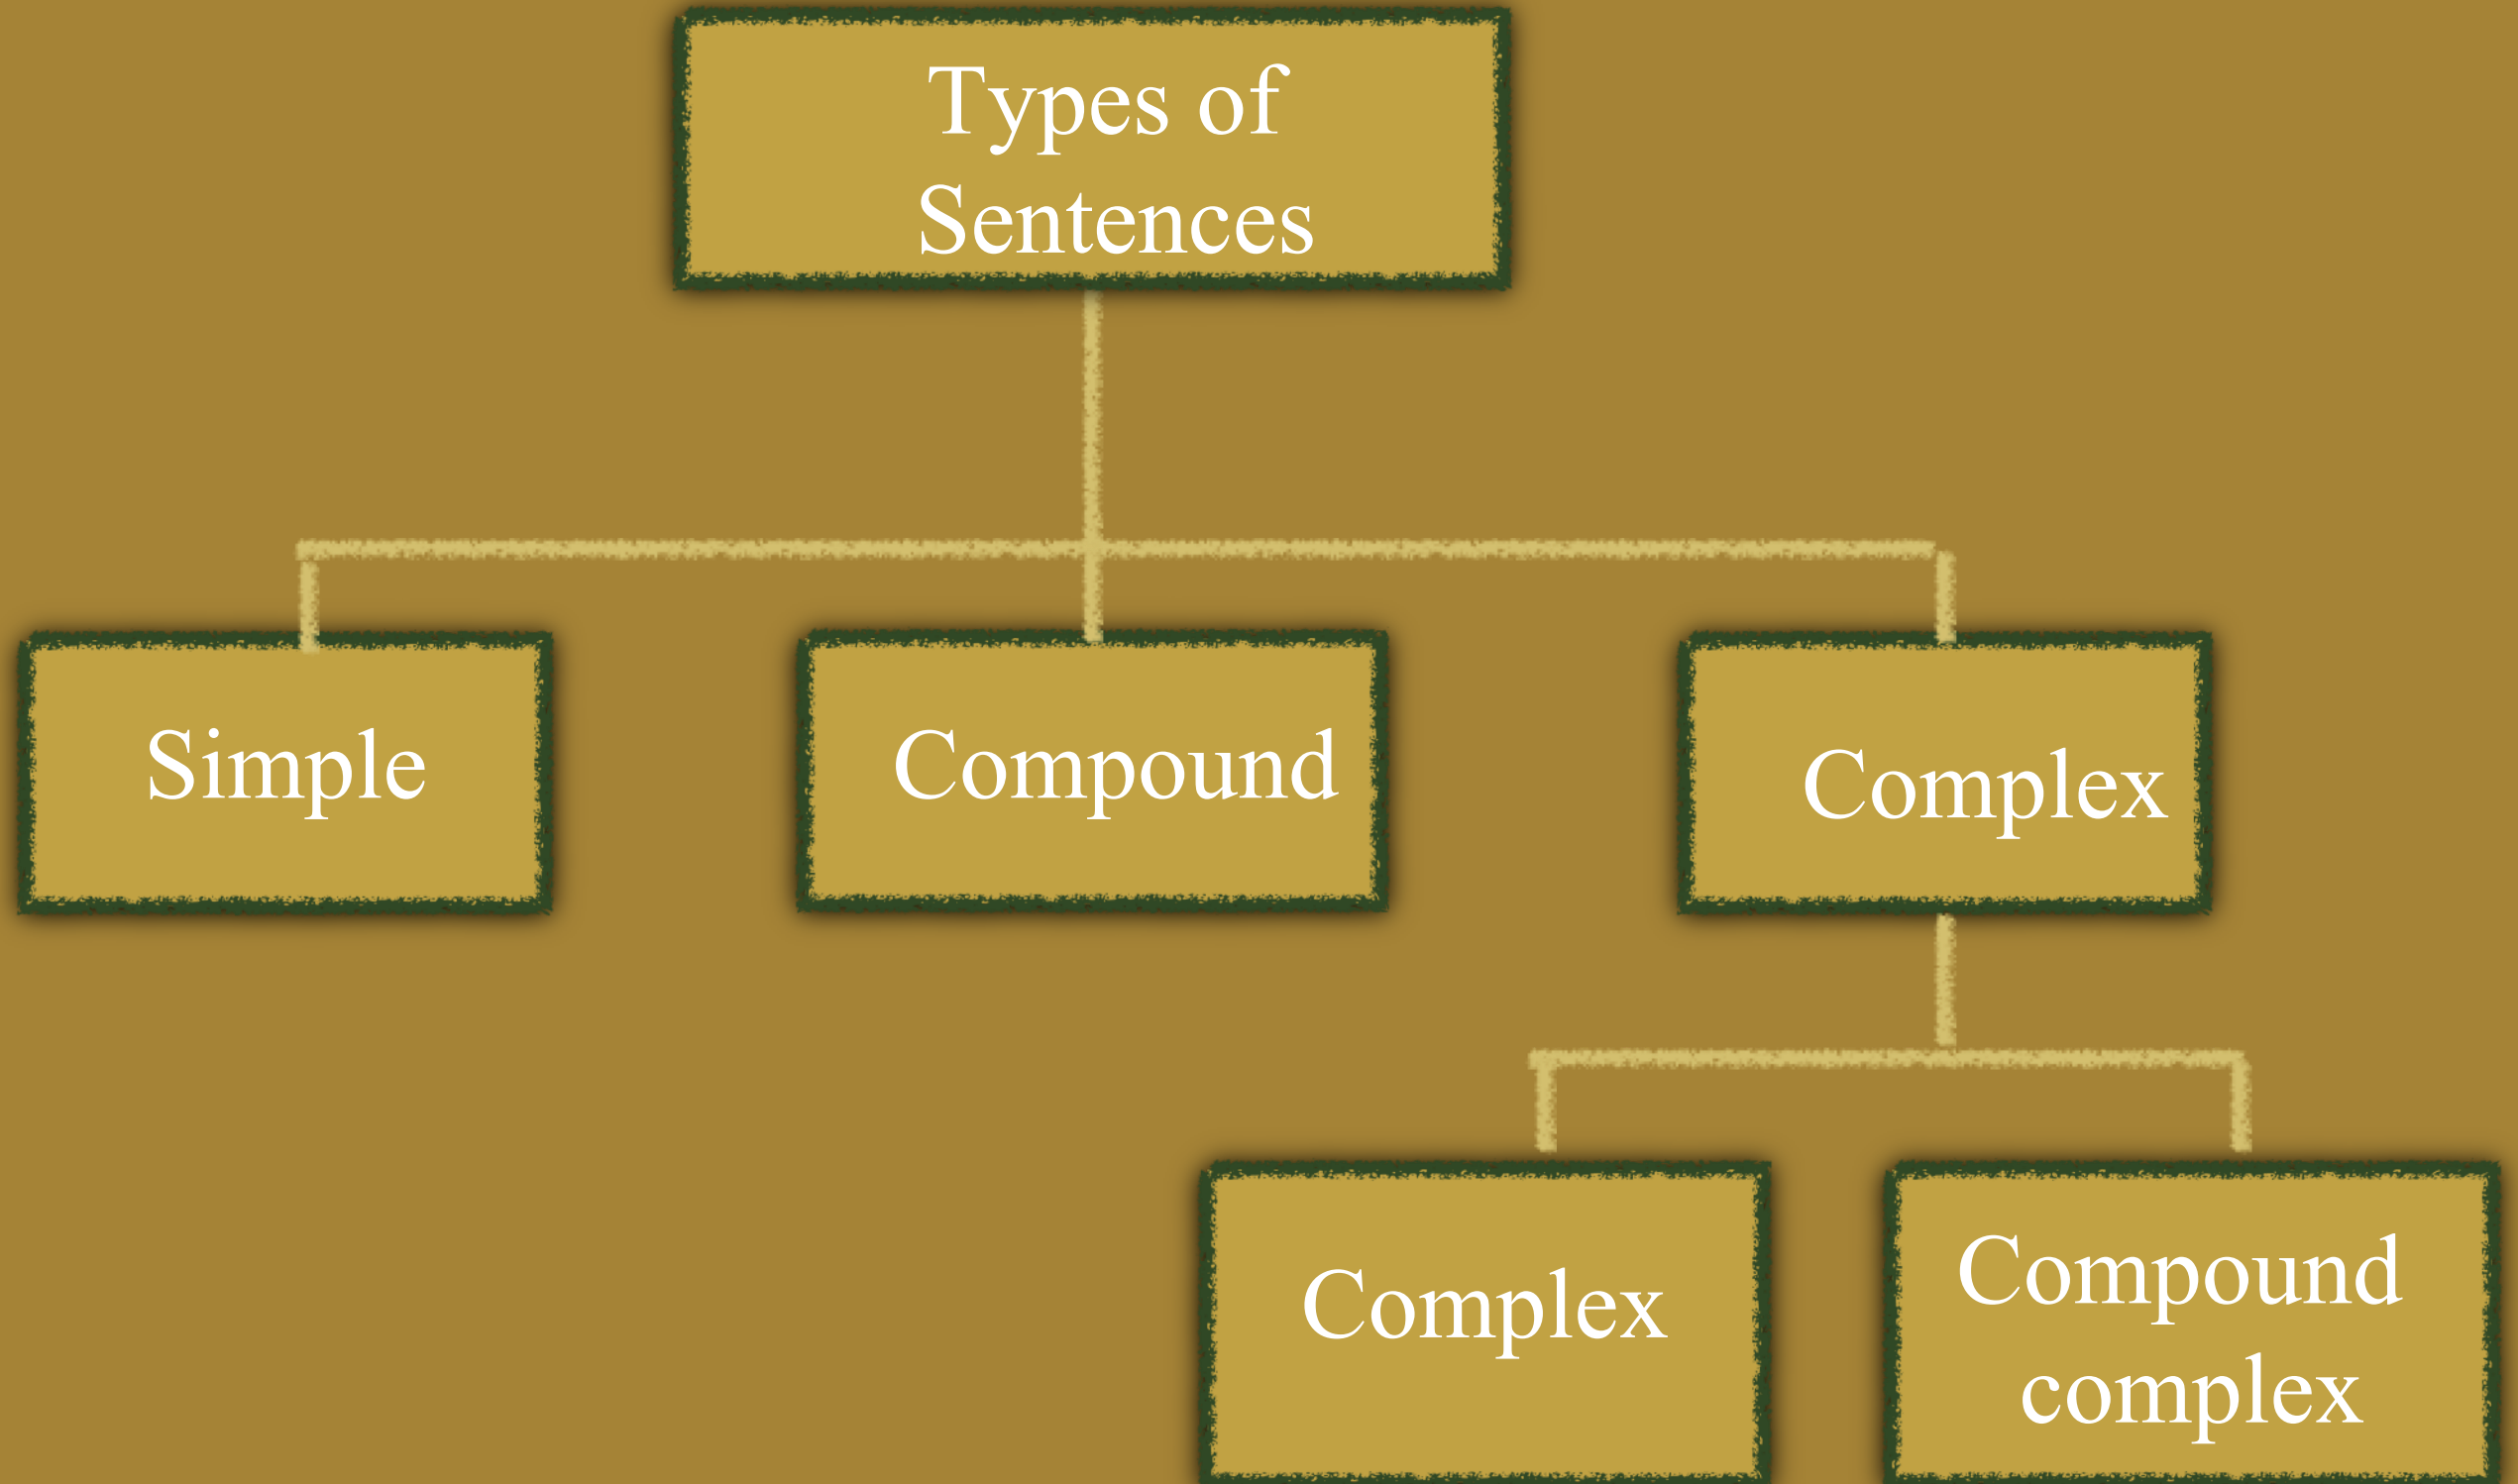 Types of
Sentences
Simple
Compound
Complex
Complex
Compound
complex